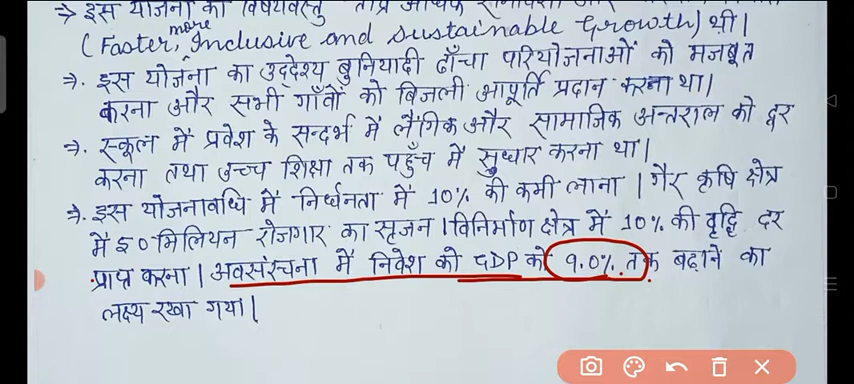 → इस योजना का विषयवस्तु तीव्र अधिक समावेशी और
(Faster, more Inclusive and Sustainable Growth) थी।
⇒. इस योजना का उद्देश्य बुनियादी ढाँचा परियोजनाओं को मजबूत
करना और सभी गाँवों को बिजली आपूर्ति प्रदान करना था।
⇒. स्कूल में प्रवेश के सन्दर्भ में लैंगिक और सामाजिक अन्तराल को दूर
करना तथा उच्च शिक्षा तक पहुँच में सुधार करना था।
⇒. इस योजनावधि में निर्धनता में 10% की कमी लाना। गैर कृषि क्षेत्र
में 50 मिलियन रोजगार का सृजन। विनिर्माण क्षेत्र में 10% की वृद्धि दर
प्राप्त करना। अवसंरचना में निवेश को GDP को 9.0% तक बढ़ाने का
लक्ष्य रखा गया।